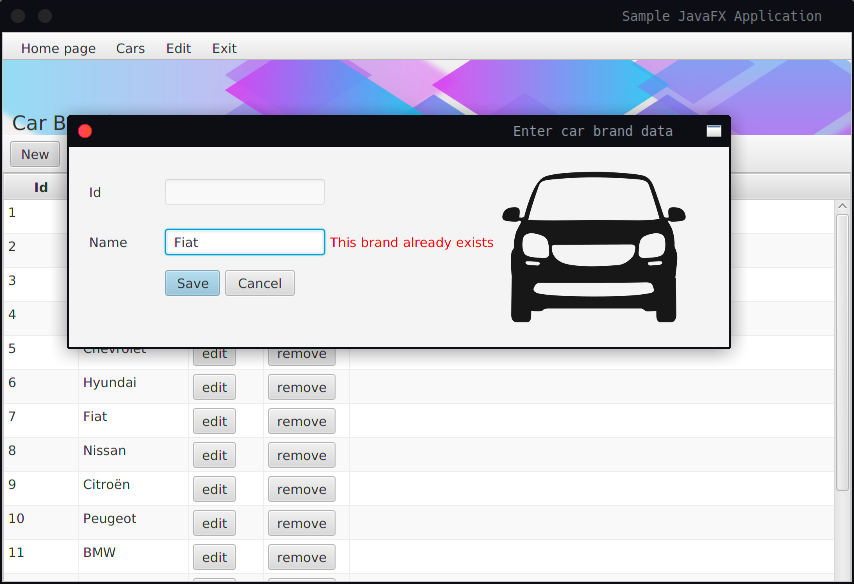 Sample JavaFX Application
Home page Cars Edit Exit
Car B
Enter car brand data
New
Id
Id
1
Name Fiat This brand already exists
2
3
Save Cancel
4
5 Chevrolet edit remove
6 Hyundai edit remove
7 Fiat edit remove
8 Nissan edit remove
9 Citroën edit remove
10 Peugeot edit remove
11 BMW edit remove